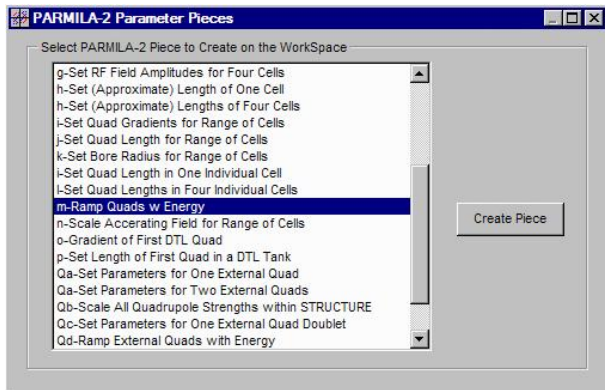 PARMILA-2 Parameter Pieces
Select PARMILA-2 Piece to Create on the WorkSpace
g-Set RF Field Amplitudes for Four Cells
h-Set (Approximate) Length of One Cell
h-Set (Approximate) Lengths of Four Cells
i-Set Quad Gradients for Range of Cells
j-Set Quad Length for Range of Cells
k-Set Bore Radius for Range of Cells
i-Set Quad Length in One Individual Cell
l-Set Quad Lengths in Four Individual Cells
m-Ramp Quads w Energy
n-Scale Accerating Field for Range of Cells
o-Gradient of First DTL Quad
p-Set Length of First Quad in a DTL Tank
Qa-Set Parameters for One External Quad
Qa-Set Parameters for Two External Quads
Qb-Scale All Quadrupole Strengths within STRUCTURE
Qc-Set Parameters for One External Quad Doublet
Qd-Ramp External Quads with Energy
Create Piece